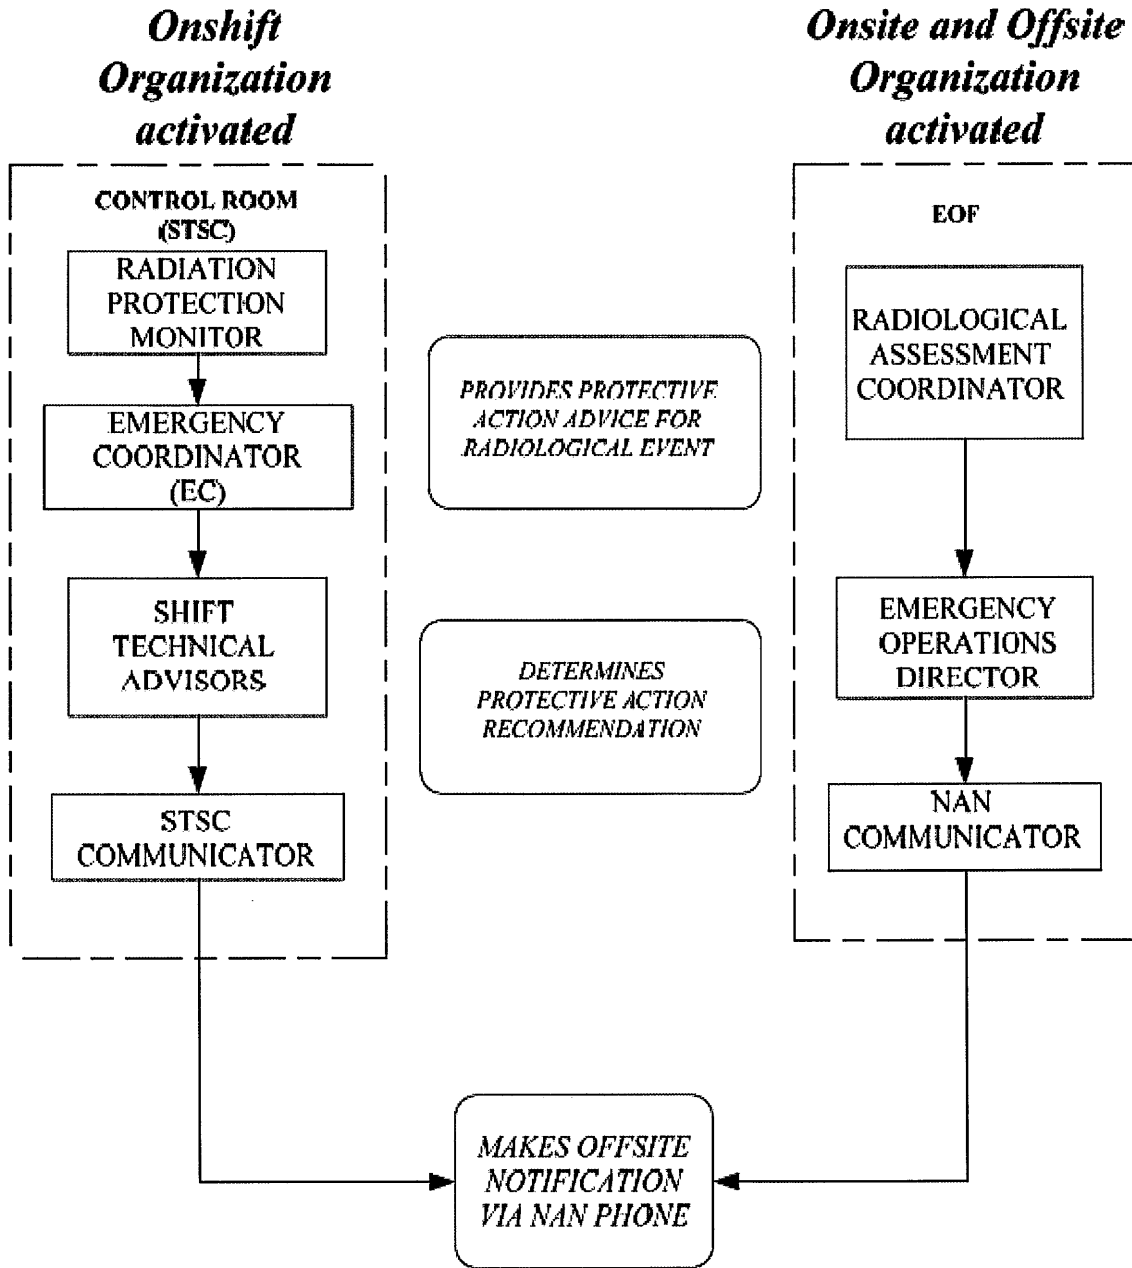 Onshift
Organization
activated
CONTROL ROOM
(STSC)
RADIATION
PROTECTION
MONITOR
EMERGENCY
COORDINATOR
(EC)
SHIFT
TECHNICAL
ADVISORS
STSC
COMMUNICATOR
PROVIDES PROTECTIVE
ACTION ADVICE FOR
RADIOLOGICAL EVENT
DETERMINES
PROTECTIVE ACTION
RECOMMENDATION
Onsite and Offsite
Organization
activated
EOF
RADIOLOGICAL
ASSESSMENT
COORDINATOR
EMERGENCY
OPERATIONS
DIRECTOR
NAN
COMMUNICATOR
MAKES OFFSITE
NOTIFICATION
VIA NAN PHONE